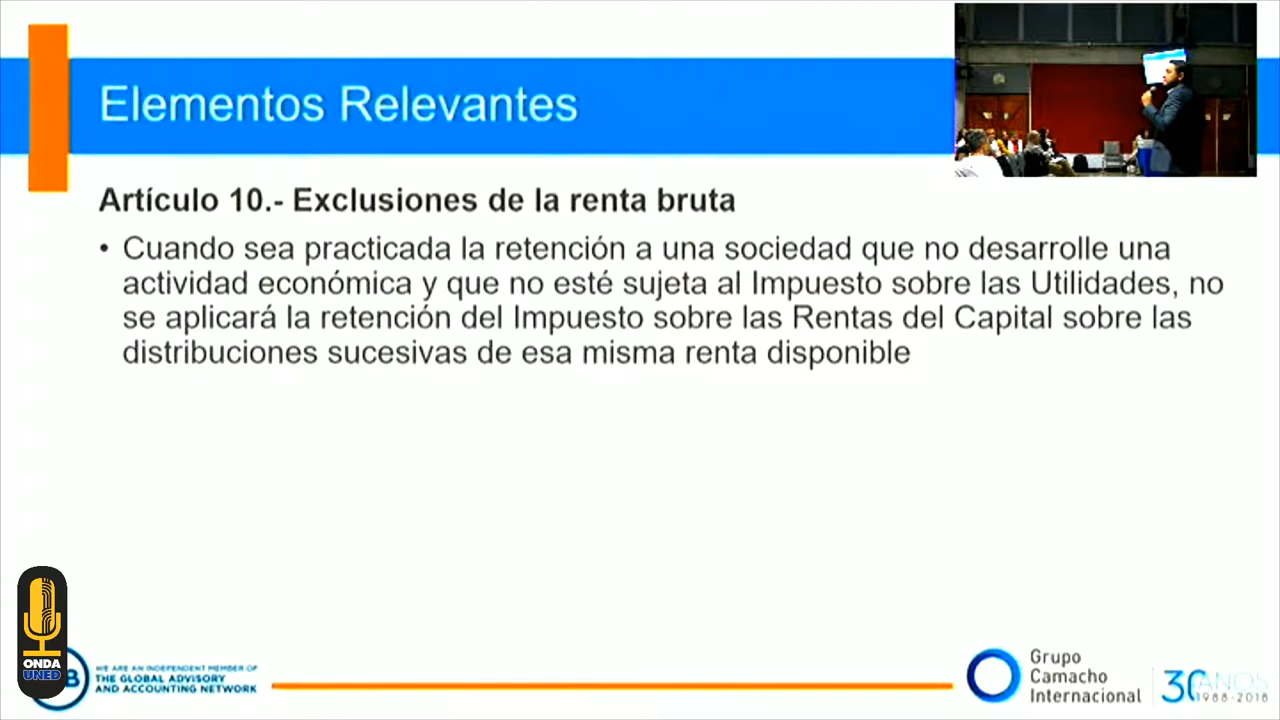 Elementos Relevantes
Artículo 10.- Exclusiones de la renta bruta
• Cuando sea practicada la retención a una sociedad que no desarrolle una
actividad económica y que no esté sujeta al Impuesto sobre las Utilidades, no
se aplicará la retención del Impuesto sobre las Rentas del Capital sobre las
distribuciones sucesivas de esa misma renta disponible
ONDA
UNED
B
WE ARE AN INDEPENDENT MEMBER OF
THE GLOBAL ADVISORY
AND ACCOUNTING NETWORK
Grupo
Camacho
Internacional
30 AÑOS
1988-2018